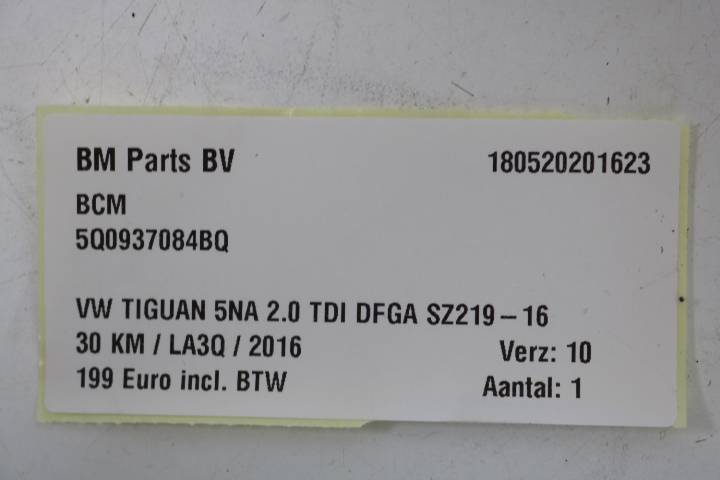 BM Parts BV 180520201623
BCM
5Q0937084BQ
VW TIGUAN 5NA 2.0 TDI DFGA SZ219-16
30 KM / LA3Q / 2016 Verz: 10
199 Euro incl. BTW Aantal: 1